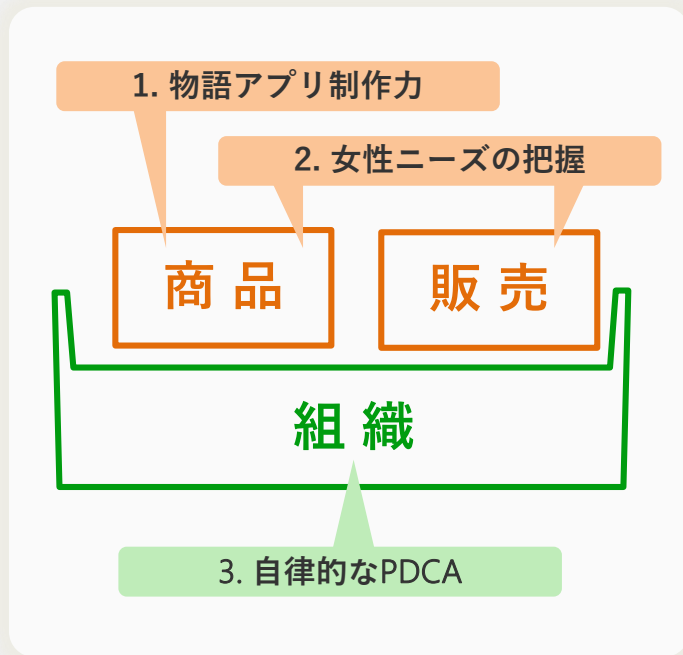 1. 物語アプリ制作力
2. 女性ニーズの把握
商品
販売
組織
3. 自律的なPDCA